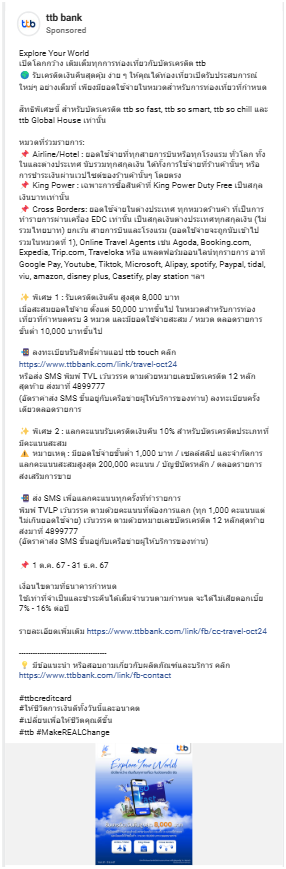 ttb bank
Sponsored
Explore Your World
เปิดโลกกว้าง เติมเต็มทุกการท่องเที่ยวกับบัตรเครดิต ttb
🌍 รับเครดิตเงินคืนสุดคุ้ม ง่าย ๆ ให้คุณได้ท่องเที่ยวเปิดรับประสบการณ์
ใหม่ๆ อย่างเต็มที่ เพียงมียอดใช้จ่ายในหมวดสำหรับการท่องเที่ยวที่กำหนด
สิทธิพิเศษนี้ สำหรับบัตรเครดิต ttb so fast, ttb so smart, ttb so chill และ
ttb Global House เท่านั้น
หมวดที่ร่วมรายการ:
📌 Airline/Hotel : ยอดใช้จ่ายที่ทุกสายการบินหรือทุกโรงแรม ทั่วโลก ทั้ง
ในและต่างประเทศ นับรวมทุกสกุลเงิน ได้ทั้งการใช้จ่ายที่ร้านค้านั้นๆ หรือ
การชำระเงินผ่านเวปไซต์ของร้านค้านั้นๆ โดยตรง
📌 King Power : เฉพาะการซื้อสินค้าที่ King Power Duty Free เป็นสกุล
เงินบาทเท่านั้น
📌 Cross Borders: ยอดใช้จ่ายในต่างประเทศ ทุกหมวดร้านค้า ที่เป็นการ
ทำรายการผ่านเครื่อง EDC เท่านั้น เป็นสกุลเงินต่างประเทศทุกสกุลเงิน (ไม่
รวมไทยบาท) ยกเว้น สายการบินและโรงแรม (ยอดใช้จ่ายจะถูกนับเข้าไป
รวมในหมวดที่ 1), Online Travel Agents เช่น Agoda, Booking.com,
Expedia, Trip.com, Traveloka หรือ แพลตฟอร์มออนไลน์ทุกรายการ อาทิ
Google Pay, Youtube, Tiktok, Microsoft, Alipay, spotify, Paypal, tidal,
viu, amazon, disney plus, Casetify, play station ฯลฯ
✨ พิเศษ 1 : รับเครดิตเงินคืน สูงสุด 8,000 บาท
เมื่อสะสมยอดใช้จ่าย ตั้งแต่ 50,000 บาทขึ้นไป ในหมวดสำหรับการท่อง
เที่ยวที่กำหนดครบ 3 หมวด และมียอดใช้จ่ายสะสม / หมวด ตลอดรายการ
ขั้นต่ำ 10,000 บาทขึ้นไป
📲 ลงทะเบียนรับสิทธิ์ผ่านแอป ttb touch คลิก
https://www.ttbbank.com/link/travel-oct24
หรือส่ง SMS พิมพ์ TVL เว้นวรรค ตามด้วยหมายเลขบัตรเครดิต 12 หลัก
สุดท้าย ส่งมาที่ 4899777
(อัตราค่าส่ง SMS ขึ้นอยู่กับเครือข่ายผู้ให้บริการของท่าน) ลงทะเบียนครั้ง
เดียวตลอดรายการ
✨ พิเศษ 2 : แลกคะแนนรับเครดิตเงินคืน 10% สำหรับบัตรเครดิตประเภทที่
มีคะแนนสะสม
⚠️ หมายเหตุ : มียอดใช้จ่ายขั้นต่ำ 1,000 บาท / เซลล์สลิป และจำกัดการ
แลกคะแนนสะสมสูงสุด 200,000 คะแนน / บัญชีบัตรหลัก / ตลอดรายการ
ส่งเสริมการขาย
📲 ส่ง SMS เพื่อแลกคะแนนทุกครั้งที่ทำรายการ
พิมพ์ TVLP เว้นวรรค ตามด้วยคะแนนที่ต้องการแลก (ทุก 1,000 คะแนนแต่
ไม่เกินยอดใช้จ่าย) เว้นวรรค ตามด้วยหมายเลขบัตรเครดิต 12 หลักสุดท้าย
ส่งมาที่ 4899777
(อัตราค่าส่ง SMS ขึ้นอยู่กับเครือข่ายผู้ให้บริการของท่าน)
📌 1 ต.ค. 67 - 31 ธ.ค. 67
เงื่อนไขตามที่ธนาคารกำหนด
ใช้เท่าที่จำเป็นและชำระคืนได้เต็มจำนวนตามกำหนด จะได้ไม่เสียดอกเบี้ย
7% - 16% ต่อปี
รายละเอียดเพิ่มเติม https://www.ttbbank.com/link/fb/cc-travel-oct24
------------------------------------
💡 มีข้อแนะนำ หรือสอบถามเกี่ยวกับผลิตภัณฑ์และบริการ คลิก
https://www.ttbbank.com/link/fb-contact
#ttbcreditcard
#ให้ชีวิตการเงินดีทั้งวันนี้และอนาคต
#เปลี่ยนเพื่อให้ชีวิตคุณดีขึ้น
#ttb #MakeREALChange
ttb
Explore Your World
8,000